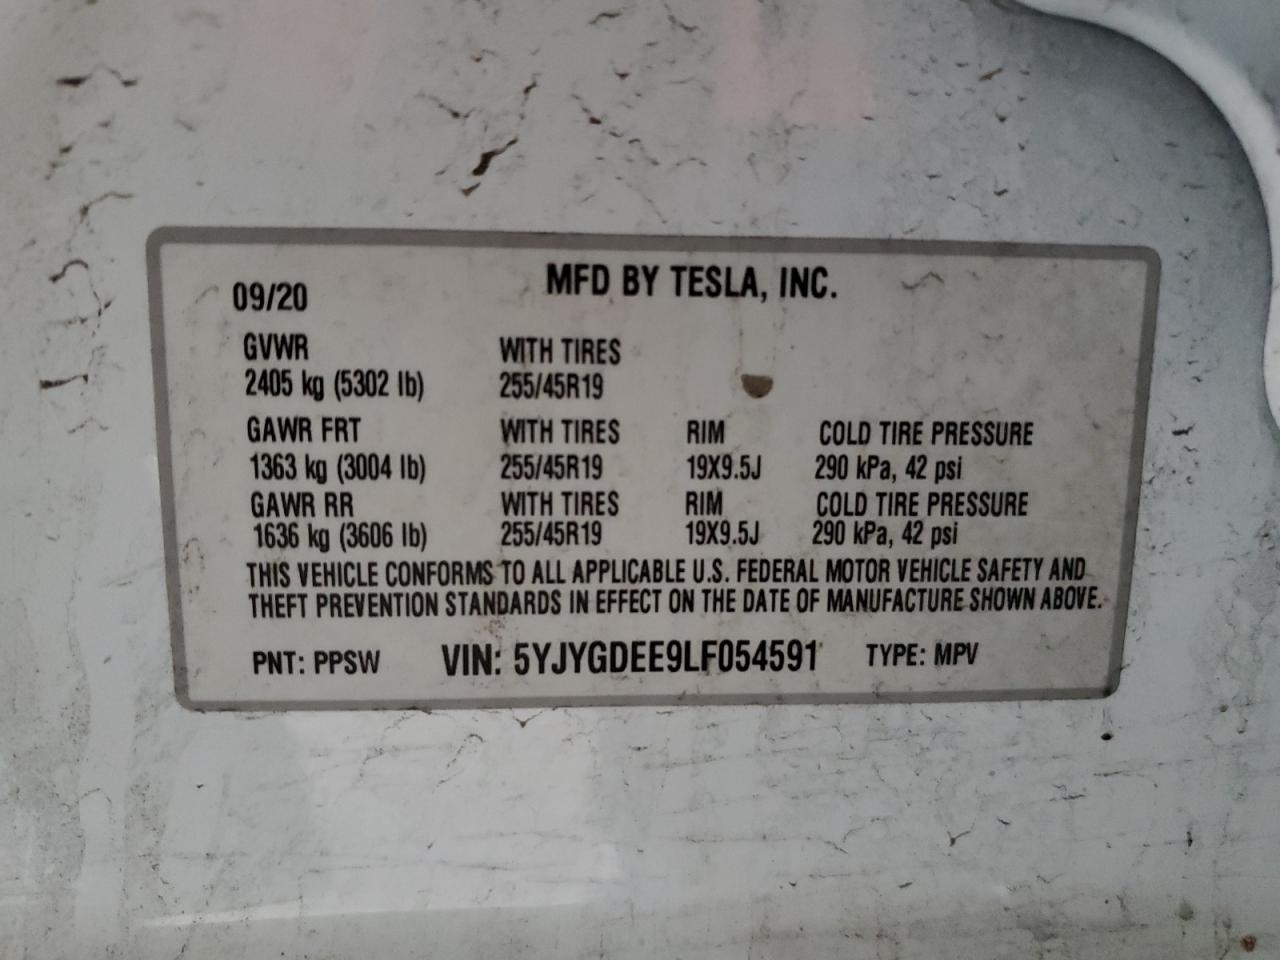 MFD BY TESLA, INC.
09/20
GVWR WITH TIRES
2405 kg (5302 lb) 255/45R19
GAWR FRT WITH TIRES RIM COLD TIRE PRESSURE
1363 kg (3004 lb) 255/45R19 19X9.5J 290 kPa, 42 psi
GAWR RR WITH TIRES RIM COLD TIRE PRESSURE
1636 kg (3606 lb) 255/45R19 19X9.5J 290 kPa, 42 psi
THIS VEHICLE CONFORMS TO ALL APPLICABLE U.S. FEDERAL MOTOR VEHICLE SAFETY AND
THEFT PREVENTION STANDARDS IN EFFECT ON THE DATE OF MANUFACTURE SHOWN ABOVE.
PNT: PPSW VIN: 5YJYGDEE9LF054591 TYPE: MPV